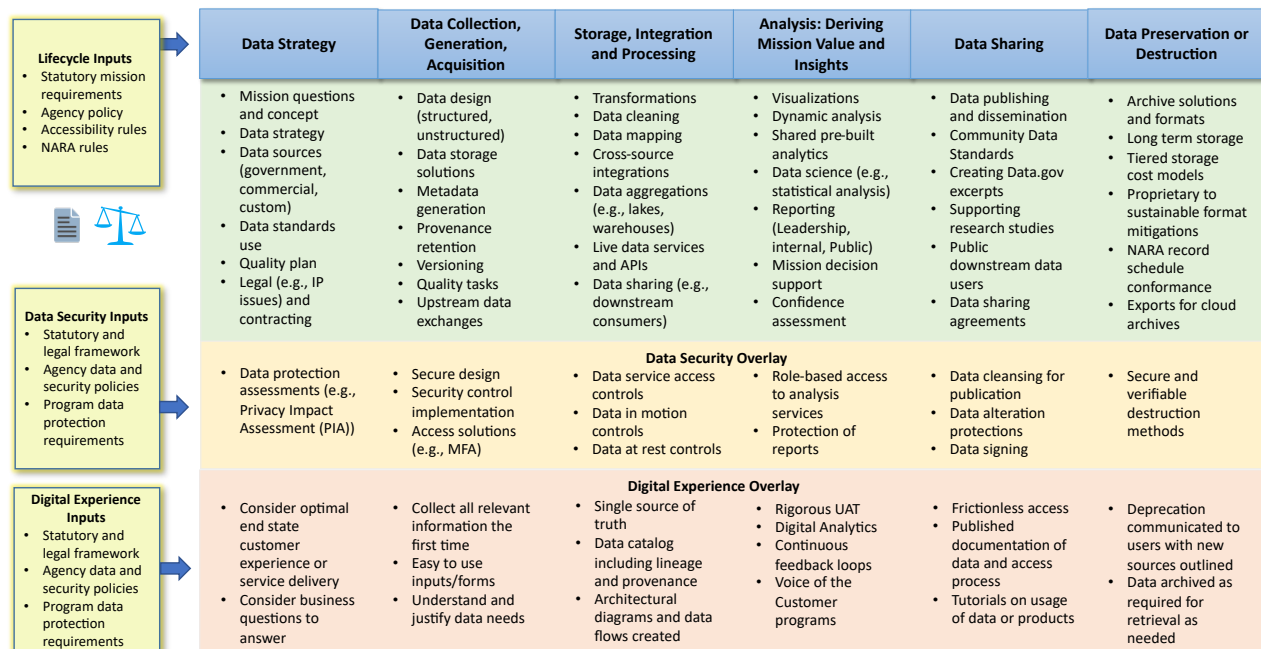 Lifecycle Inputs
• Statutory mission
requirements
• Agency policy
• Accessibility rules
• NARA rules
Data Security Inputs
• Statutory and
legal framework
• Agency data and
security policies
• Program data
protection
requirements
Digital Experience
Inputs
• Statutory and
legal framework
• Agency data and
security policies
• Program data
protection
requirements
Data Strategy
Data Collection,
Generation,
Acquisition
Storage, Integration
and Processing
Analysis: Deriving
Mission Value and
Insights
Data Sharing
Data Preservation or
Destruction
• Mission questions
and concept
• Data strategy
• Data sources
(government,
commercial,
custom)
• Data standards
use
• Quality plan
• Legal (e.g., IP
issues) and
contracting
• Data design
(structured,
unstructured)
• Data storage
solutions
• Metadata
generation
• Provenance
retention
• Versioning
• Quality tasks
• Upstream data
exchanges
• Transformations
• Data cleaning
• Data mapping
• Cross-source
integrations
• Data aggregations
(e.g., lakes,
warehouses)
• Live data services
and APIs
• Data sharing (e.g.,
downstream
consumers)
• Visualizations
• Dynamic analysis
• Shared pre-built
analytics
• Data science (e.g.,
statistical analysis)
• Reporting
(Leadership,
internal, Public)
• Mission decision
support
• Confidence
assessment
• Data publishing
and dissemination
• Community Data
Standards
• Creating Data.gov
excerpts
• Supporting
research studies
• Public
downstream data
users
• Data sharing
agreements
• Archive solutions
and formats
• Long term storage
• Tiered storage
cost models
• Proprietary to
sustainable format
mitigations
• NARA record
schedule
conformance
• Exports for cloud
archives
Data Security Overlay
• Data protection
assessments (e.g.,
Privacy Impact
Assessment (PIA))
• Secure design
• Security control
implementation
• Access solutions
(e.g., MFA)
• Data service access
controls
• Data in motion
controls
• Data at rest controls
• Role-based access
to analysis
services
• Protection of
reports
• Data cleansing for
publication
• Data alteration
protections
• Data signing
• Secure and
verifiable
destruction
methods
Digital Experience Overlay
• Consider optimal
end state
customer
experience or
service delivery
• Consider business
questions to
answer
• Collect all relevant
information the
first time
• Easy to use
inputs/forms
• Understand and
justify data needs
• Single source of
truth
• Data catalog
including lineage
and provenance
• Architectural
diagrams and data
flows created
• Rigorous UAT
• Digital Analytics
• Continuous
feedback loops
• Voice of the
Customer
programs
• Frictionless access
• Published
documentation of
data and access
process
• Tutorials on usage
of data or products
• Deprecation
communicated to
users with new
sources outlined
• Data archived as
required for
retrieval as
needed